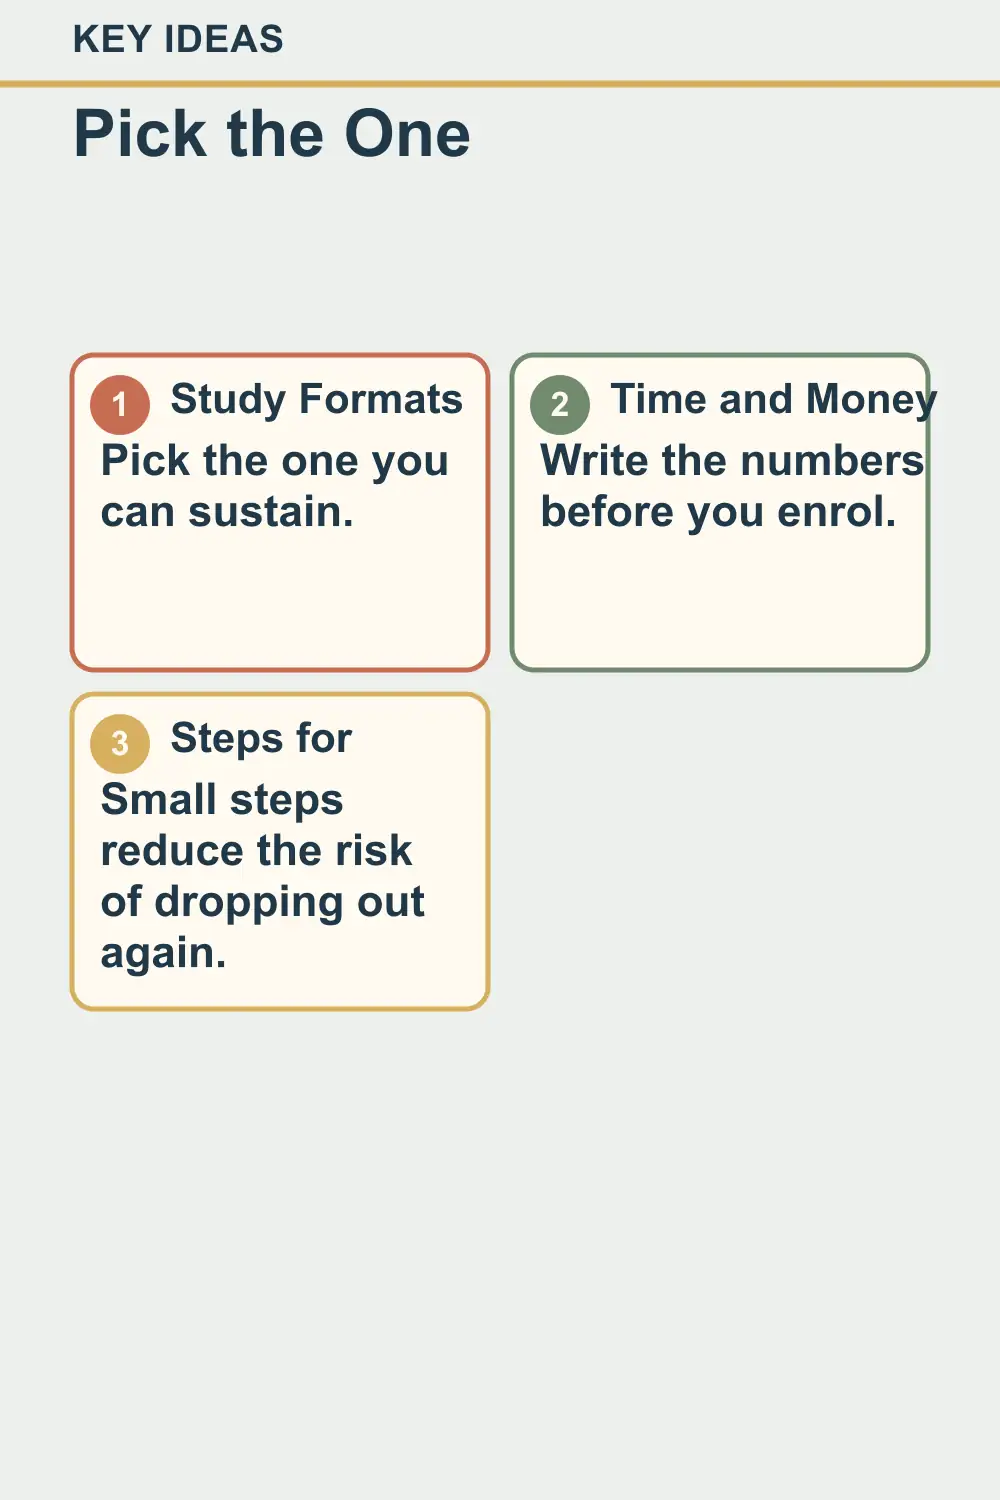 KEY IDEAS
Pick the One
1
Study Formats
Pick the one you
can sustain.
2
Time and Money
Write the numbers
before you enrol.
3
Steps for
Small steps
reduce the risk
of dropping out
again.